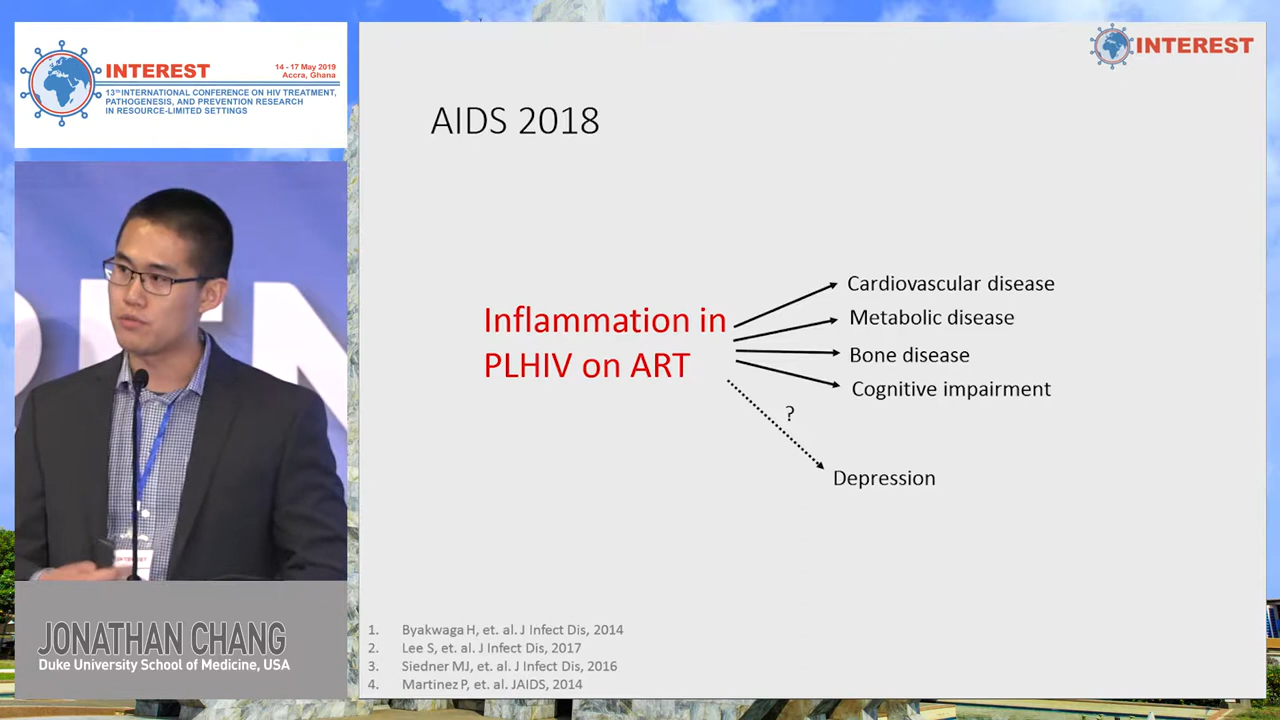 INTEREST
14 - 17 May 2019
Accra, Ghana
13th INTERNATIONAL CONFERENCE ON HIV TREATMENT,
PATHOGENESIS, AND PREVENTION RESEARCH
IN RESOURCE-LIMITED SETTINGS
JONATHAN CHANG
Duke University School of Medicine, USA
INTEREST
AIDS 2018
Inflammation in
PLHIV on ART
Cardiovascular disease
Metabolic disease
Bone disease
Cognitive impairment
?
Depression
1. Byakwaga H, et. al. J Infect Dis, 2014
2. Lee S, et. al. J Infect Dis, 2017
3. Siedner MJ, et. al. J Infect Dis, 2016
4. Martinez P, et. al. JAIDS, 2014